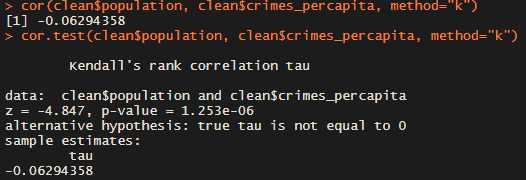 > cor(clean$population, clean$crimes_percapita, method="k")
[1] -0.06294358
> cor.test(clean$population, clean$crimes_percapita, method="k")
Kendall's rank correlation tau
data:  clean$population and clean$crimes_percapita
z = -4.847, p-value = 1.253e-06
alternative hypothesis: true tau is not equal to 0
sample estimates:
tau
-0.06294358